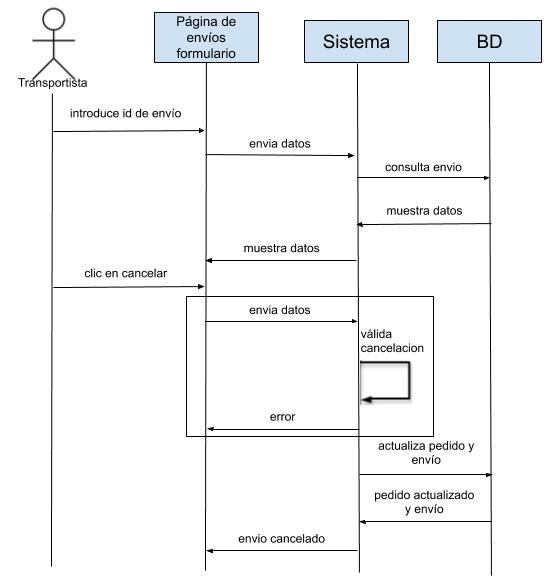 Página de
envíos
formulario
Sistema
BD
Transportista
introduce id de envío
envia datos
consulta envio
muestra datos
muestra datos
clic en cancelar
envia datos
válida
cancelacion
error
actualiza pedido y
envío
pedido actualizado
y envío
envio cancelado